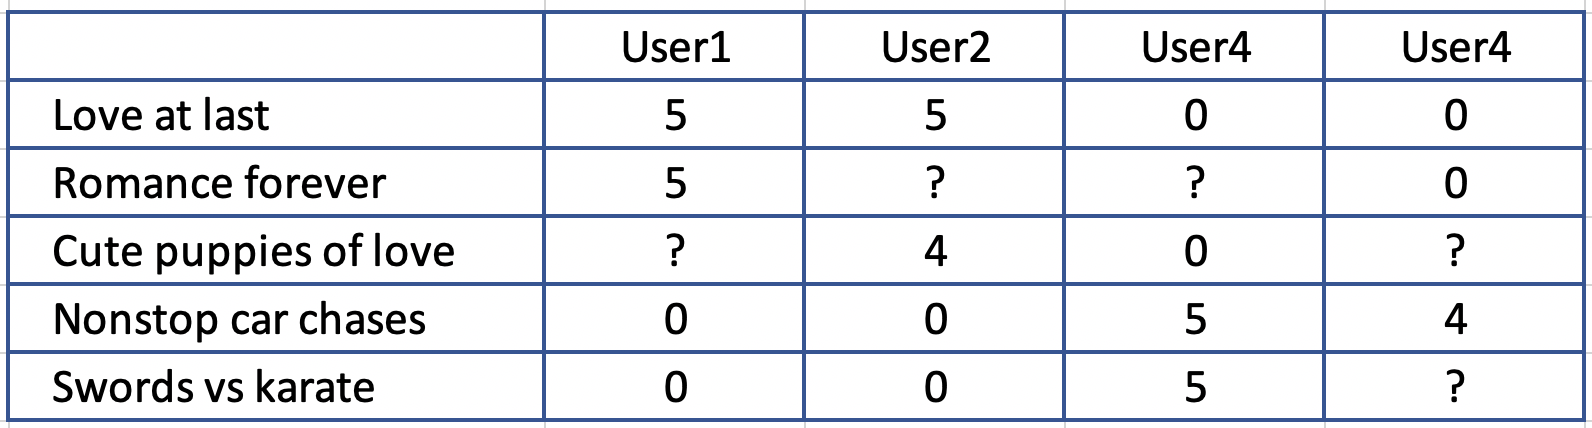 User1 User2 User4 User4
Love at last 5 5 0 0
Romance forever 5 ? ? 0
Cute puppies of love ? 4 0 ?
Nonstop car chases 0 0 5 4
Swords vs karate 0 0 5 ?